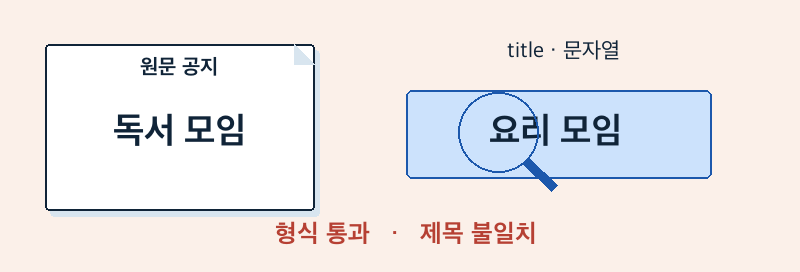 원문 공지
독서 모임
title · 문자열
요리 모임
형식 통과 · 제목 불일치